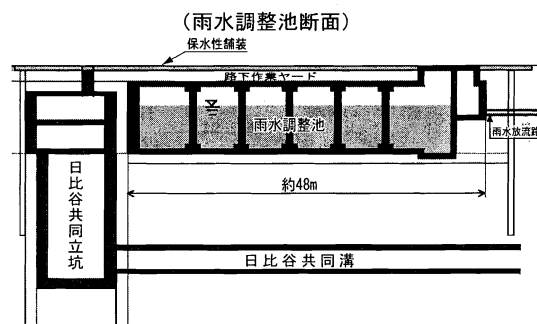 (雨水調整池断面)
保水性舗装
路下作業ヤード
雨水調整池
雨水放流路
約48m
日比谷共同立坑
日比谷共同溝